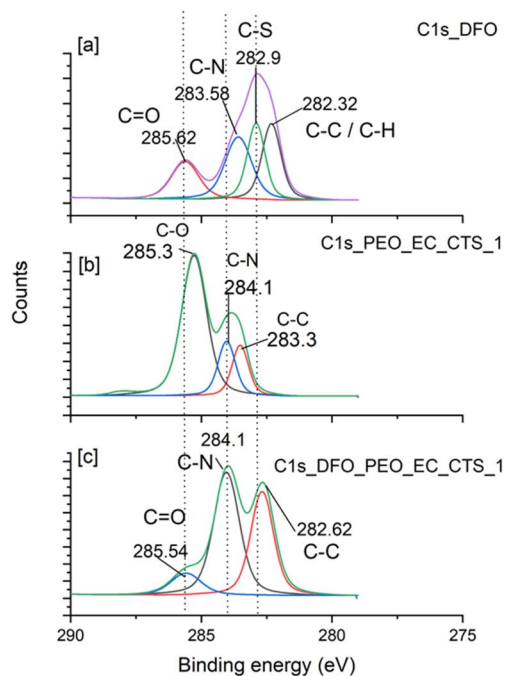 [a]
C1s_DFO
C-S
282.9
C-N
283.58
C=O
285.62
282.32
C-C / C-H
[b]
C1s_PEO_EC_CTS_1
C-O
285.3
C-N
284.1
C-C
283.3
[c]
C1s_DFO_PEO_EC_CTS_1
284.1
C-N
C=O
285.54
282.62
C-C
Counts
290 285 280 275
Binding energy (eV)